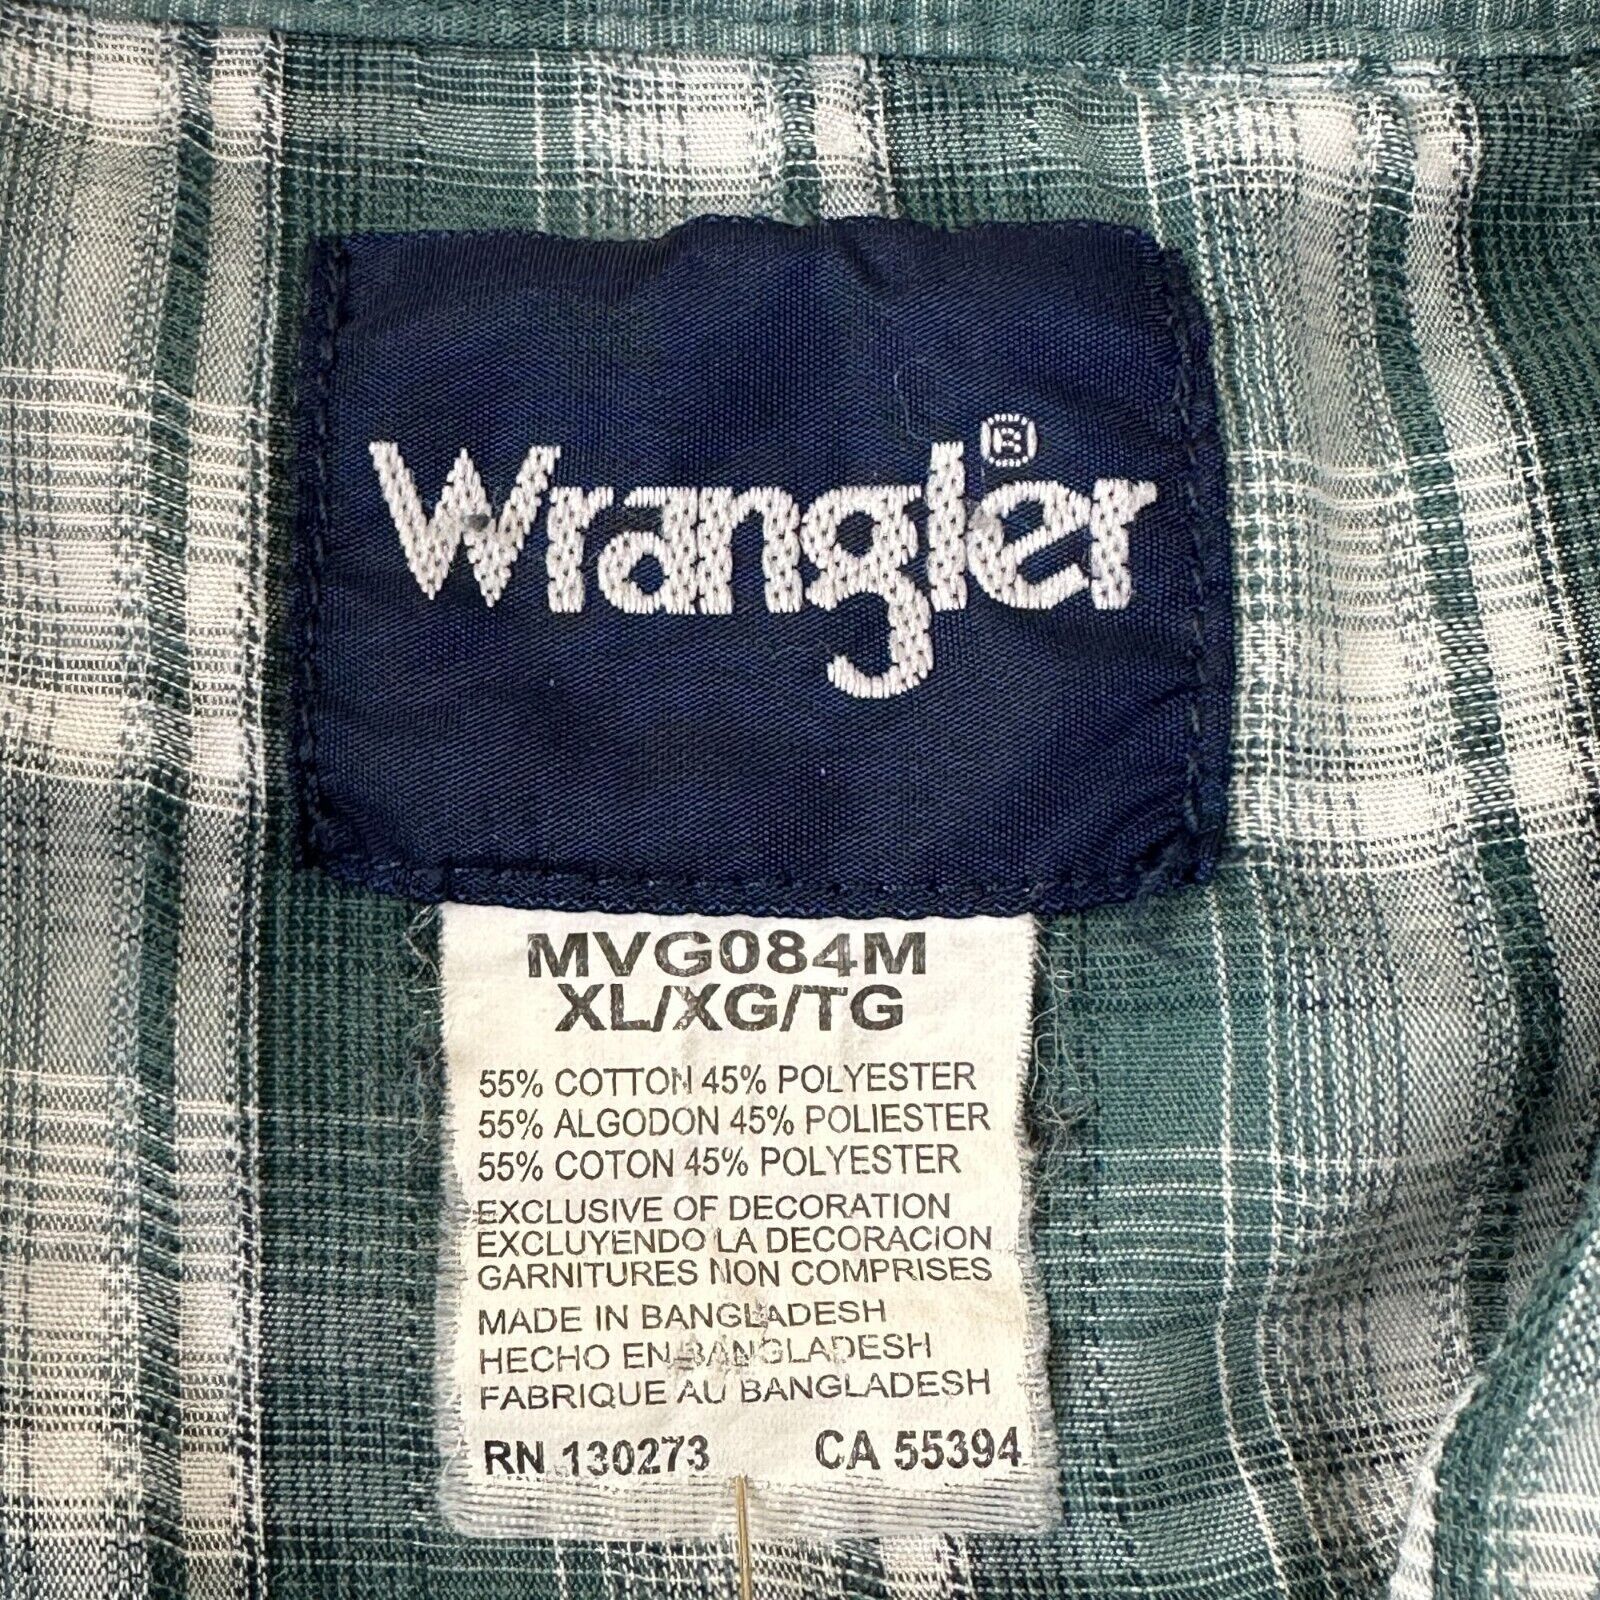 Wrangler®
MVG084M
XL/XG/TG
55% COTTON 45% POLYESTER
55% ALGODON 45% POLIESTER
55% COTON 45% POLYESTER
EXCLUSIVE OF DECORATION
EXCLUYENDO LA DECORACION
GARNITURES NON COMPRISES
MADE IN BANGLADESH
HECHO EN BANGLADESH
FABRIQUE AU BANGLADESH
RN 130273 CA 55394